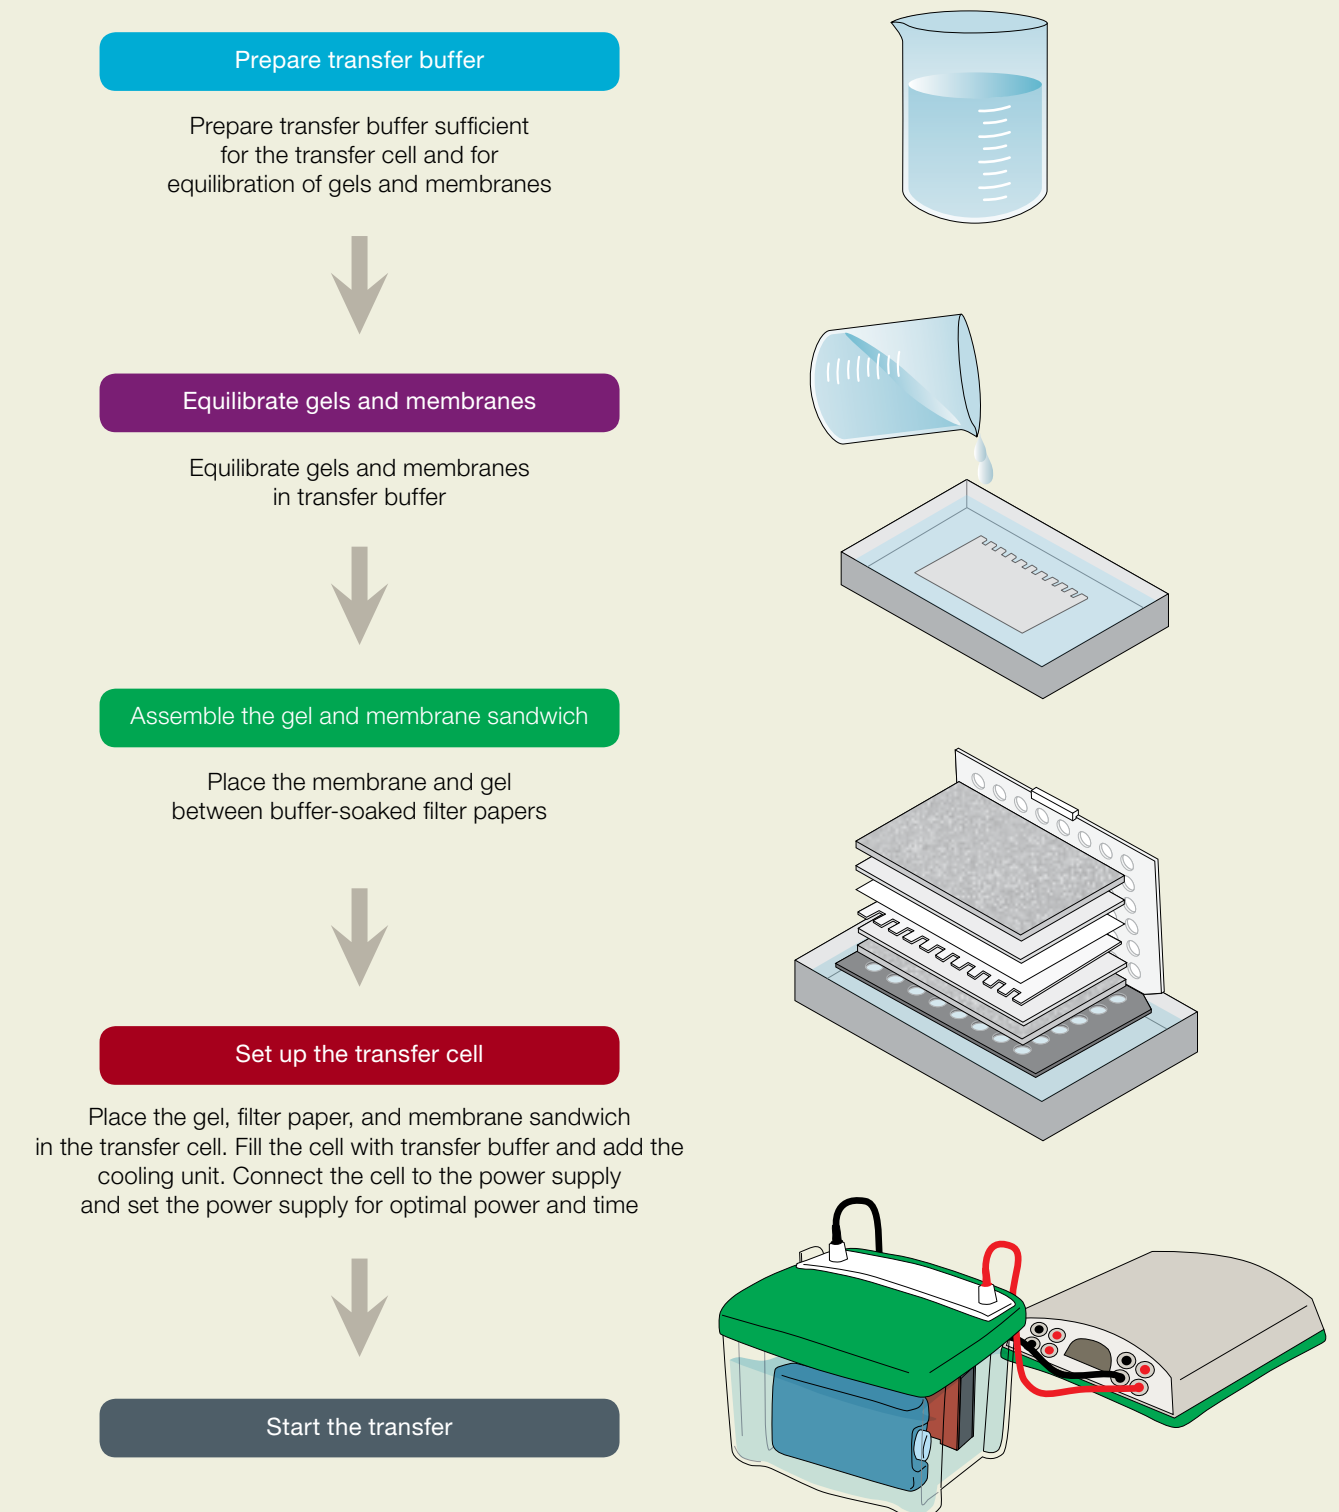 Prepare transfer buffer
Prepare transfer buffer sufficient
for the transfer cell and for
equilibration of gels and membranes
Equilibrate gels and membranes
Equilibrate gels and membranes
in transfer buffer
Assemble the gel and membrane sandwich
Place the membrane and gel
between buffer-soaked filter papers
Set up the transfer cell
Place the gel, filter paper, and membrane sandwich
in the transfer cell. Fill the cell with transfer buffer and add the
cooling unit. Connect the cell to the power supply
and set the power supply for optimal power and time
Start the transfer